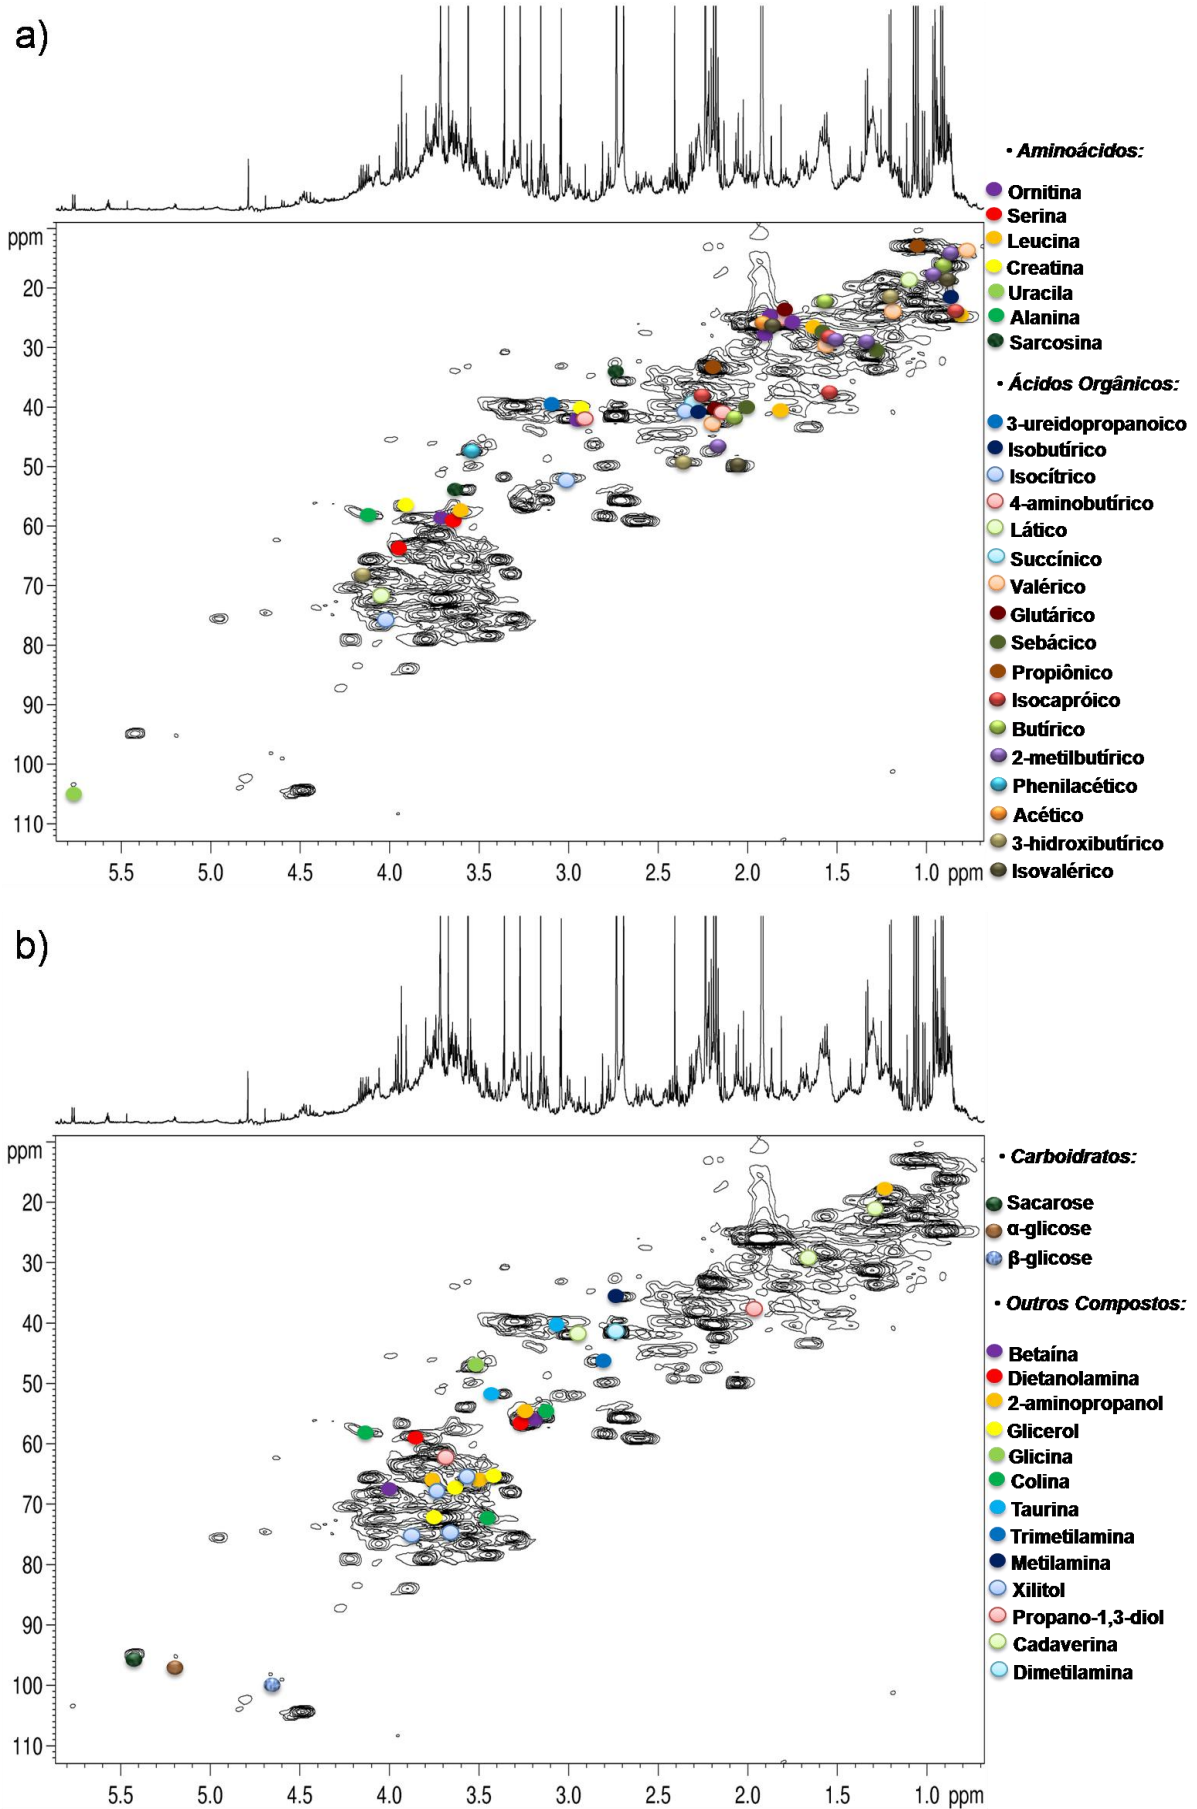 a)
• Aminoácidos:
Ornitina
Serina
Leucina
Creatina
Uracila
Alanina
Sarcosina
• Ácidos Orgânicos:
3-ureidopropanoico
Isobutírico
Isocítrico
4-aminobutírico
Lático
Succínico
Valérico
Glutárico
Sebácico
Propiônico
Isocapróico
Butírico
2-metilbutírico
Phenilacético
Acético
3-hidroxibutírico
Isovalérico
ppm
20
30
40
50
60
70
80
90
100
110
5.5 5.0 4.5 4.0 3.5 3.0 2.5 2.0 1.5 1.0 ppm
b)
• Carboidratos:
Sacarose
α-glicose
β-glicose
• Outros Compostos:
Betaína
Dietanolamina
2-aminopropanol
Glicerol
Glicina
Colina
Taurina
Trimetilamina
Metilamina
Xilitol
Propano-1,3-diol
Cadaverina
Dimetilamina
ppm
20
30
40
50
60
70
80
90
100
110
5.5 5.0 4.5 4.0 3.5 3.0 2.5 2.0 1.5 1.0 ppm